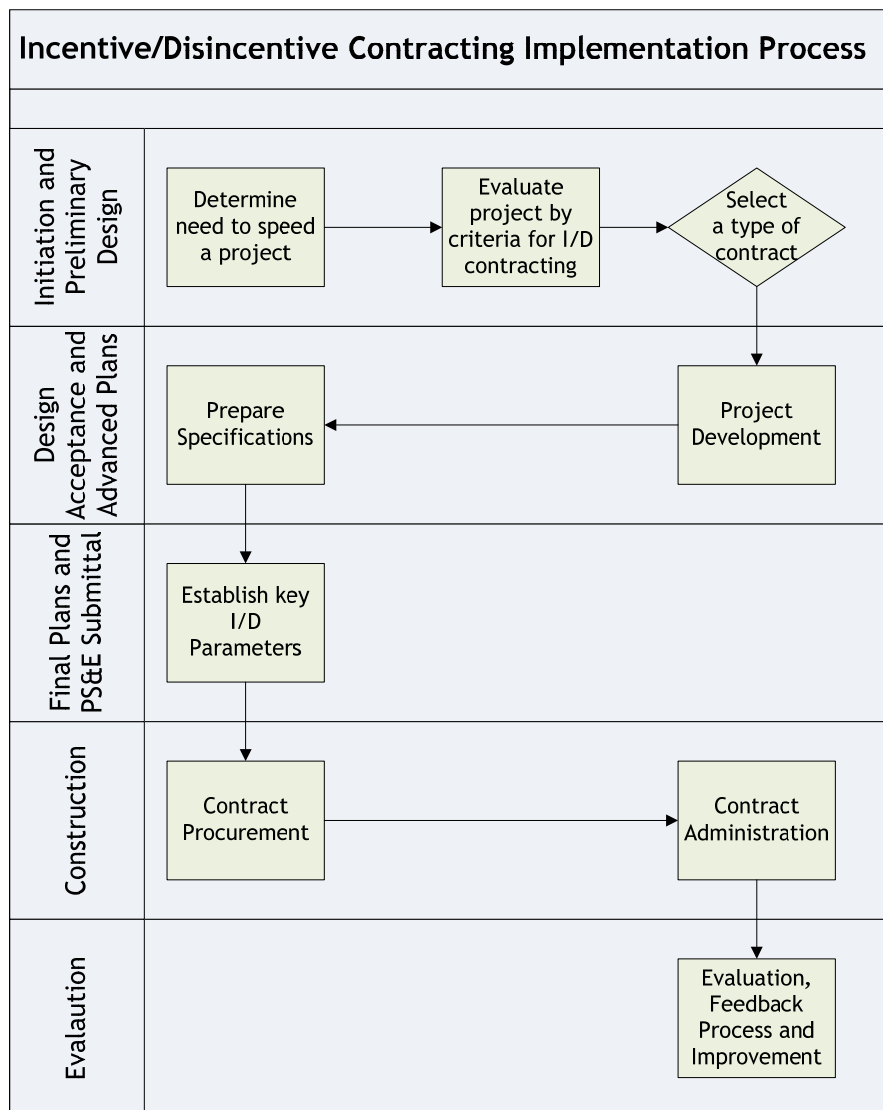 Incentive/Disincentive Contracting Implementation Process
Initiation and
Preliminary
Design
Determine
need to speed
a project
Evaluate
project by
criteria for I/D
contracting
Select
a type of
contract
Design
Acceptance and
Advanced Plans
Prepare
Specifications
Project
Development
Final Plans and
PS&E Submittal
Establish key
I/D
Parameters
Construction
Contract
Procurement
Contract
Administration
Evalaution
Evaluation,
Feedback
Process and
Improvement